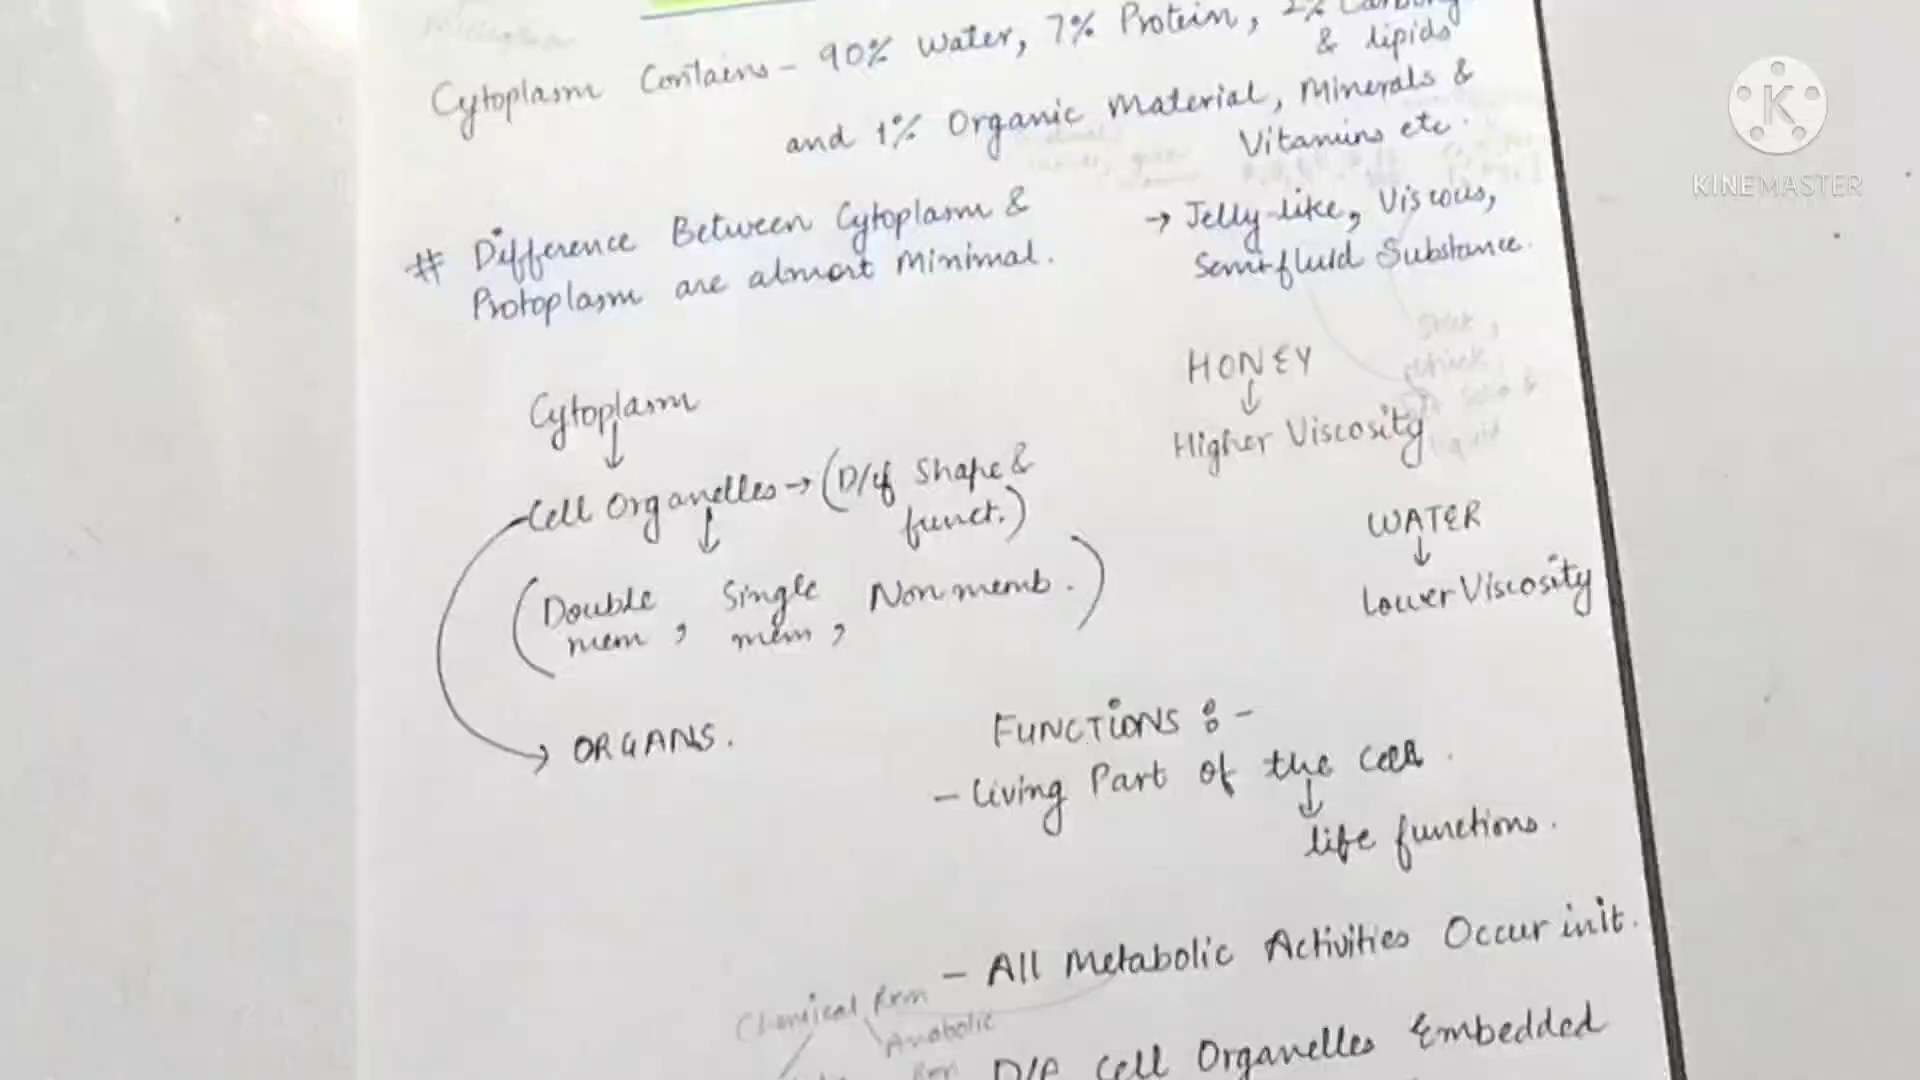 Cytoplasm Contains - 90% Water, 7% Protein, 2%
& lipids
and 1% Organic Material, Minerals &
Vitamins etc.
# Difference Between Cytoplasm &
Protoplasm are almost Minimal.
→ Jelly-like, Viscous,
Semi-fluid Substance.
HONEY
↓
Higher Viscosity
WATER
↓
Lower Viscosity
Cytoplasm
↓
Cell Organelles → (D/f Shape &
funct.)
↓
(Double mem, Single mem, Non memb.)
→ ORGANS.
FUNCTIONS :-
- Living Part Of the Cell.
↓
life functions.
- All Metabolic Activities Occur in it.
Chemical Rxn
Anabolic
Cell Organelles Embedded
KINEMASTER